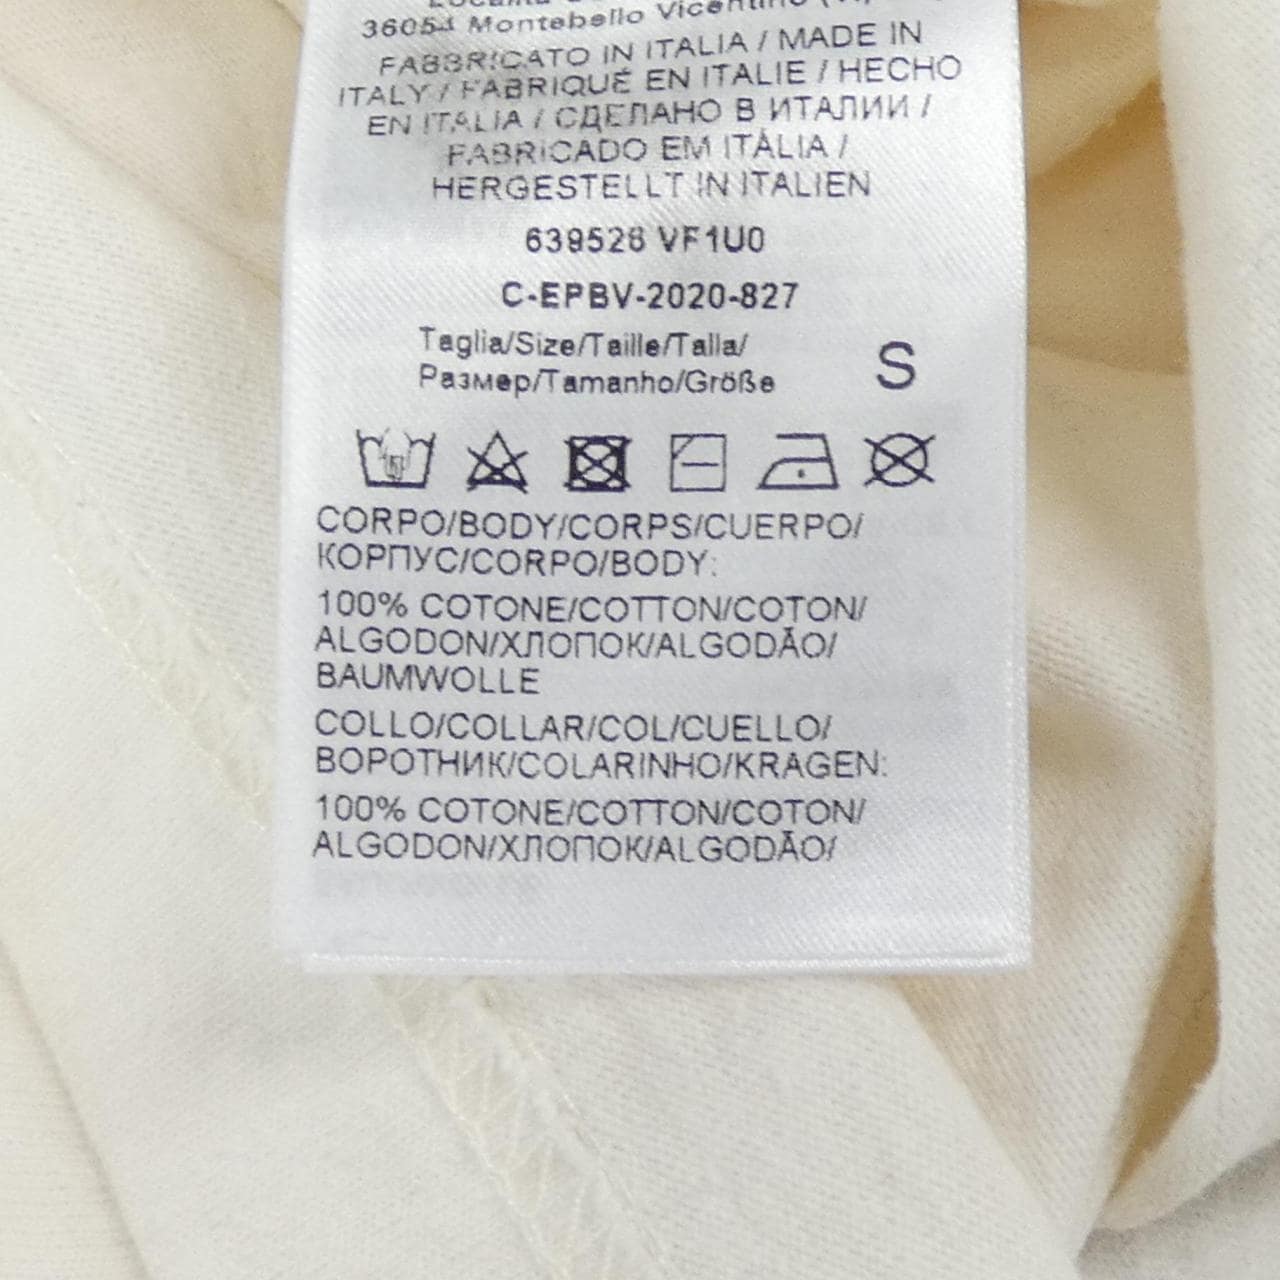 36054 Montebello Vicentino
FABBRICATO IN ITALIA / MADE IN
ITALY / FABRIQUÉ EN ITALIE / HECHO
EN ITALIA / СДЕЛАНО В ИТАЛИИ /
FABRICADO EM ITÁLIA /
HERGESTELLT IN ITALIEN
639526 VF1U0
C-EPBV-2020-827
Taglia/Size/Taille/Talla/
Размер/Tamanho/Größe S
CORPO/BODY/CORPS/CUERPO/
КОРПУС/CORPO/BODY:
100% COTONE/COTTON/COTON/
ALGODON/ХЛОПОК/ALGODÃO/
BAUMWOLLE
COLLO/COLLAR/COL/CUELLO/
ВОРОТНИК/COLARINHO/KRAGEN:
100% COTONE/COTTON/COTON/
ALGODON/ХЛОПОК/ALGODÃO/